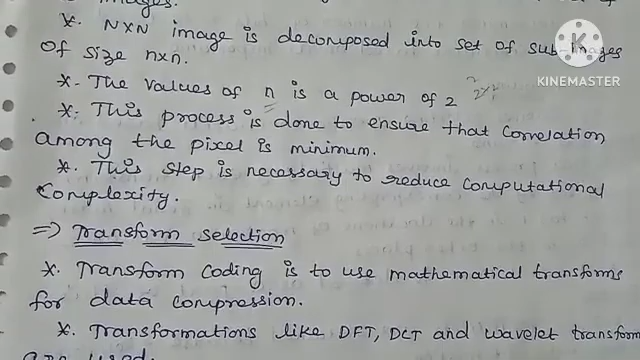 images.
*. NXN image is decomposed into set of sub-images
of size nxn.
*. The values of n is a power of 2
*. This process is done to ensure that correlation
among the pixel is minimum.
*. This step is necessary to reduce computational
complexity.
=> Transform selection
*. Transform coding is to use mathematical transforms
for data compression.
*. Transformations like DFT, DCT and wavelet transform
are used.
KINEMASTER